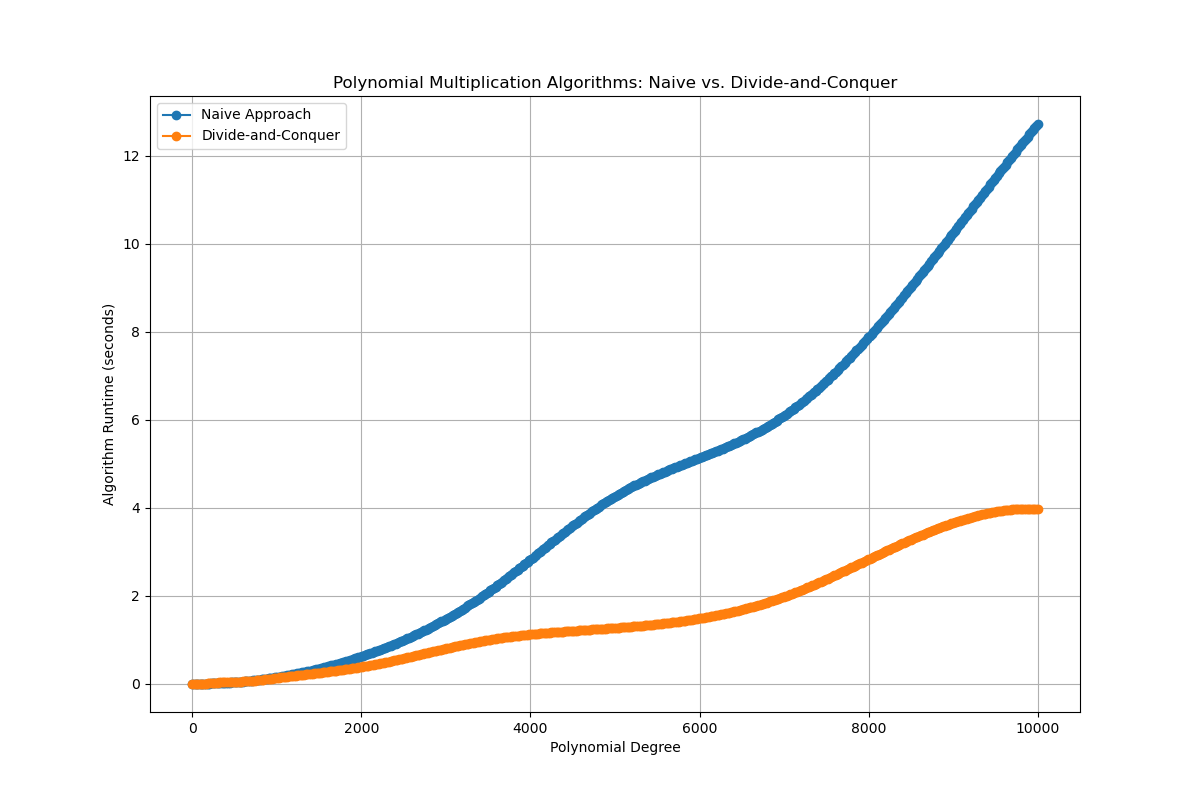 Polynomial Multiplication Algorithms: Naive vs. Divide-and-Conquer
Naive Approach
Divide-and-Conquer
Algorithm Runtime (seconds)
12
10
8
6
4
2
0
0 2000 4000 6000 8000 10000
Polynomial Degree